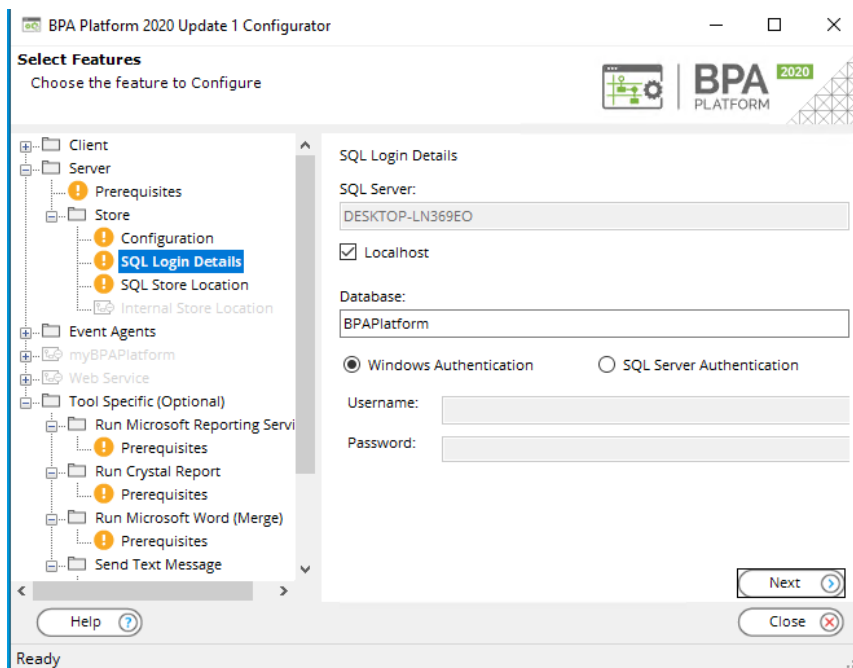 BPA Platform 2020 Update 1 Configurator
Select Features
Choose the feature to Configure
BPA 2020
PLATFORM
Client
Server
Prerequisites
Store
Configuration
SQL Login Details
SQL Store Location
Internal Store Location
Event Agents
myBPAPlatform
Web Service
Tool Specific (Optional)
Run Microsoft Reporting Servi
Prerequisites
Run Crystal Report
Prerequisites
Run Microsoft Word (Merge)
Prerequisites
Send Text Message
SQL Login Details
SQL Server:
DESKTOP-LN369EO
Localhost
Database:
BPAPlatform
Windows Authentication
SQL Server Authentication
Username:
Password:
Next
Help
Close
Ready